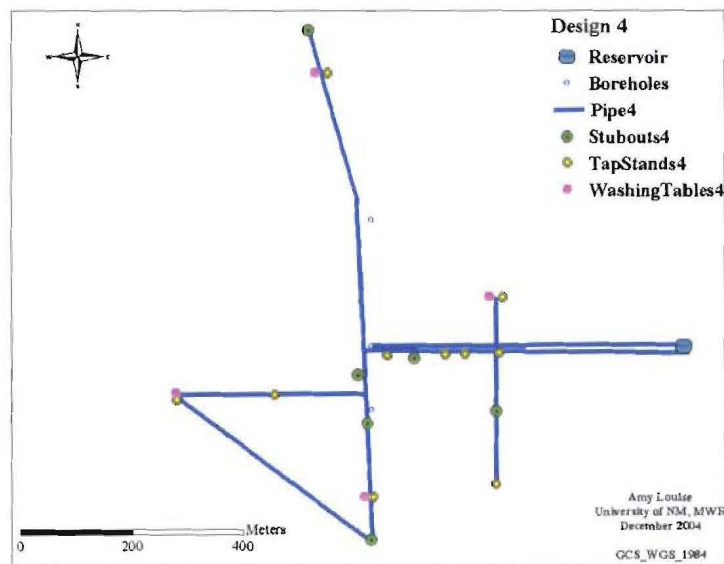 Design 4
Reservoir
Boreholes
Pipe4
Stubouts4
TapStands4
WashingTables4
N
W
E
S
Meters
0 200 400
Amy Louise
University of NM, MWR
December 2004
GCS_WGS_1984